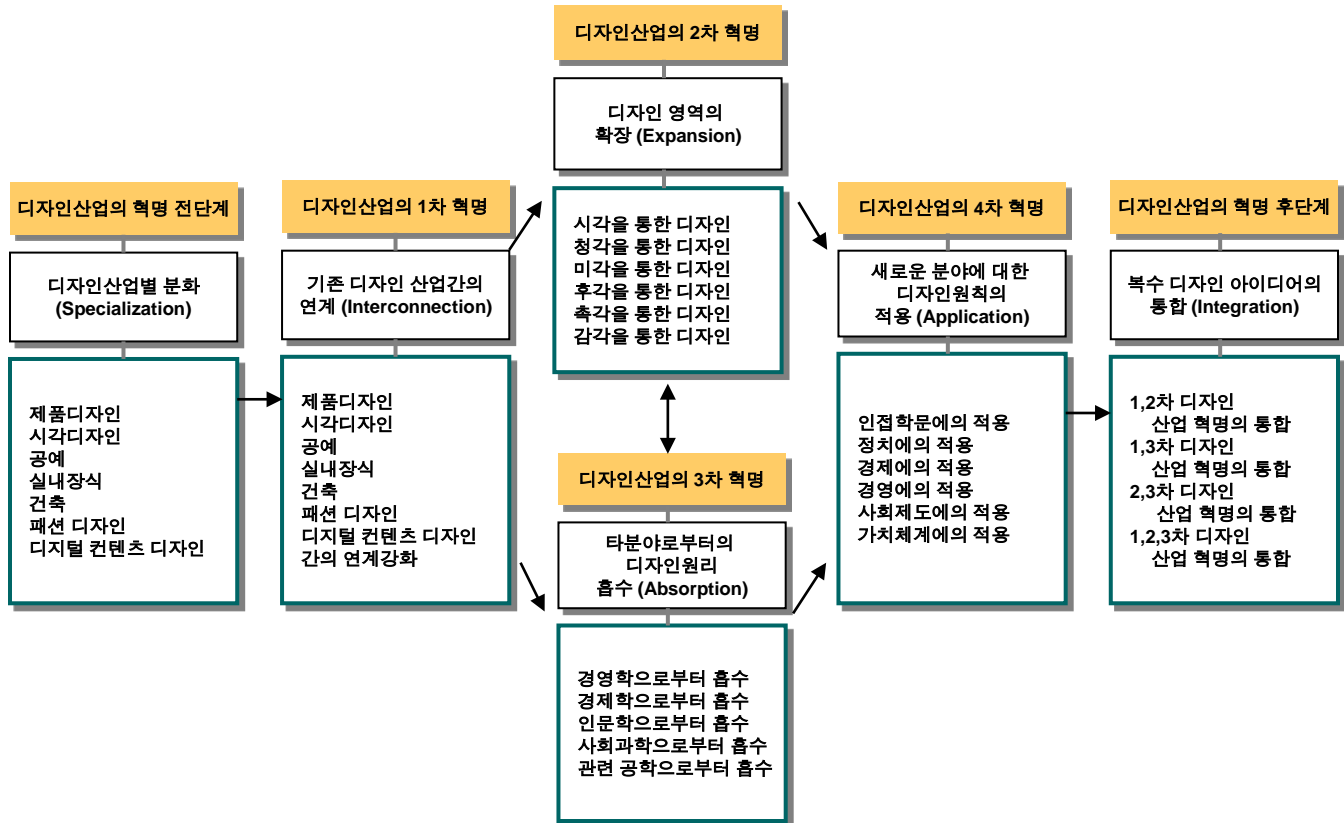 디자인산업의 혁명 전단계
디자인산업별 분화
(Specialization)
제품디자인
시각디자인
공예
실내장식
건축
패션 디자인
디지털 컨텐츠 디자인
디자인산업의 1차 혁명
기존 디자인 산업간의
연계 (Interconnection)
제품디자인
시각디자인
공예
실내장식
건축
패션 디자인
디지털 컨텐츠 디자인
간의 연계강화
디자인산업의 2차 혁명
디자인 영역의
확장 (Expansion)
시각을 통한 디자인
청각을 통한 디자인
미각을 통한 디자인
후각을 통한 디자인
촉각을 통한 디자인
감각을 통한 디자인
디자인산업의 3차 혁명
타분야로부터의
디자인원리
흡수 (Absorption)
경영학으로부터 흡수
경제학으로부터 흡수
인문학으로부터 흡수
사회과학으로부터 흡수
관련 공학으로부터 흡수
디자인산업의 4차 혁명
새로운 분야에 대한
디자인원칙의
적용 (Application)
인접학문에의 적용
정치에의 적용
경제에의 적용
경영에의 적용
사회제도에의 적용
가치체계에의 적용
디자인산업의 혁명 후단계
복수 디자인 아이디어의
통합 (Integration)
1,2차 디자인
산업 혁명의 통합
1,3차 디자인
산업 혁명의 통합
2,3차 디자인
산업 혁명의 통합
1,2,3차 디자인
산업 혁명의 통합